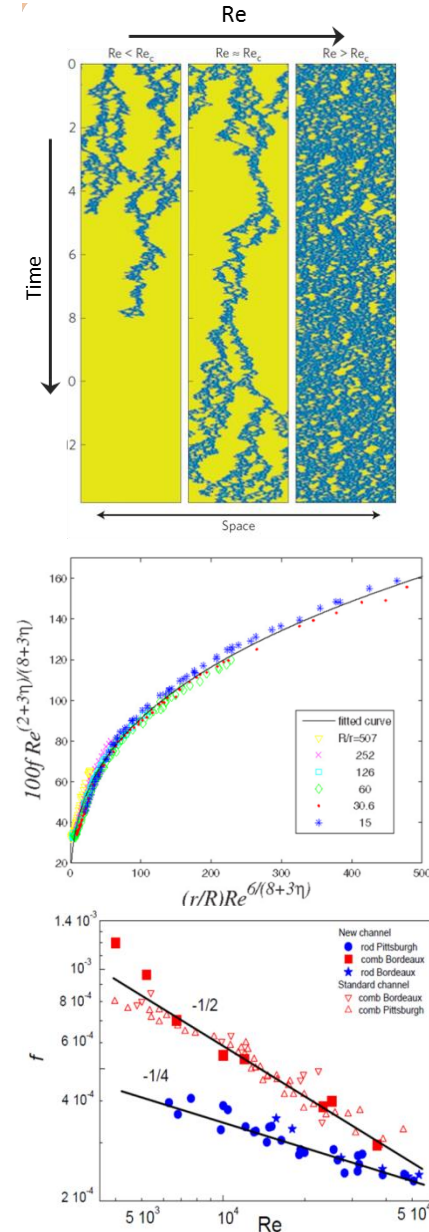 Re
Re < Re_c
Re ≈ Re_c
Re > Re_c
0
2
4
6
8
0
12
Time
Space
160
140
120
100
80
60
40
20
0
100
200
300
400
500
100f Re^(2+3η)/(8+3η)
(r/R)Re^6/(8+3η)
fitted curve
R/r=507
252
126
60
30.6
15
1.4 10^-3
10^-3
8 10^-4
6 10^-4
4 10^-4
2 10^-4
f
-1/2
-1/4
New channel
rod Pittsburgh
comb Bordeaux
rod Bordeaux
Standard channel
comb Bordeaux
comb Pittsburgh
5 10^3
10^4
Re